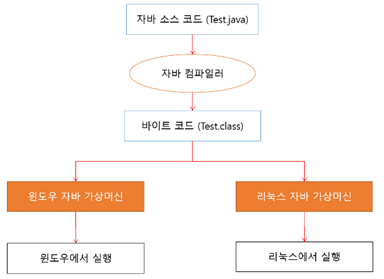 자바 소스 코드 (Test.java)
자바 컴파일러
바이트 코드 (Test.class)
윈도우 자바 가상머신
리눅스 자바 가상머신
윈도우에서 실행
리눅스에서 실행